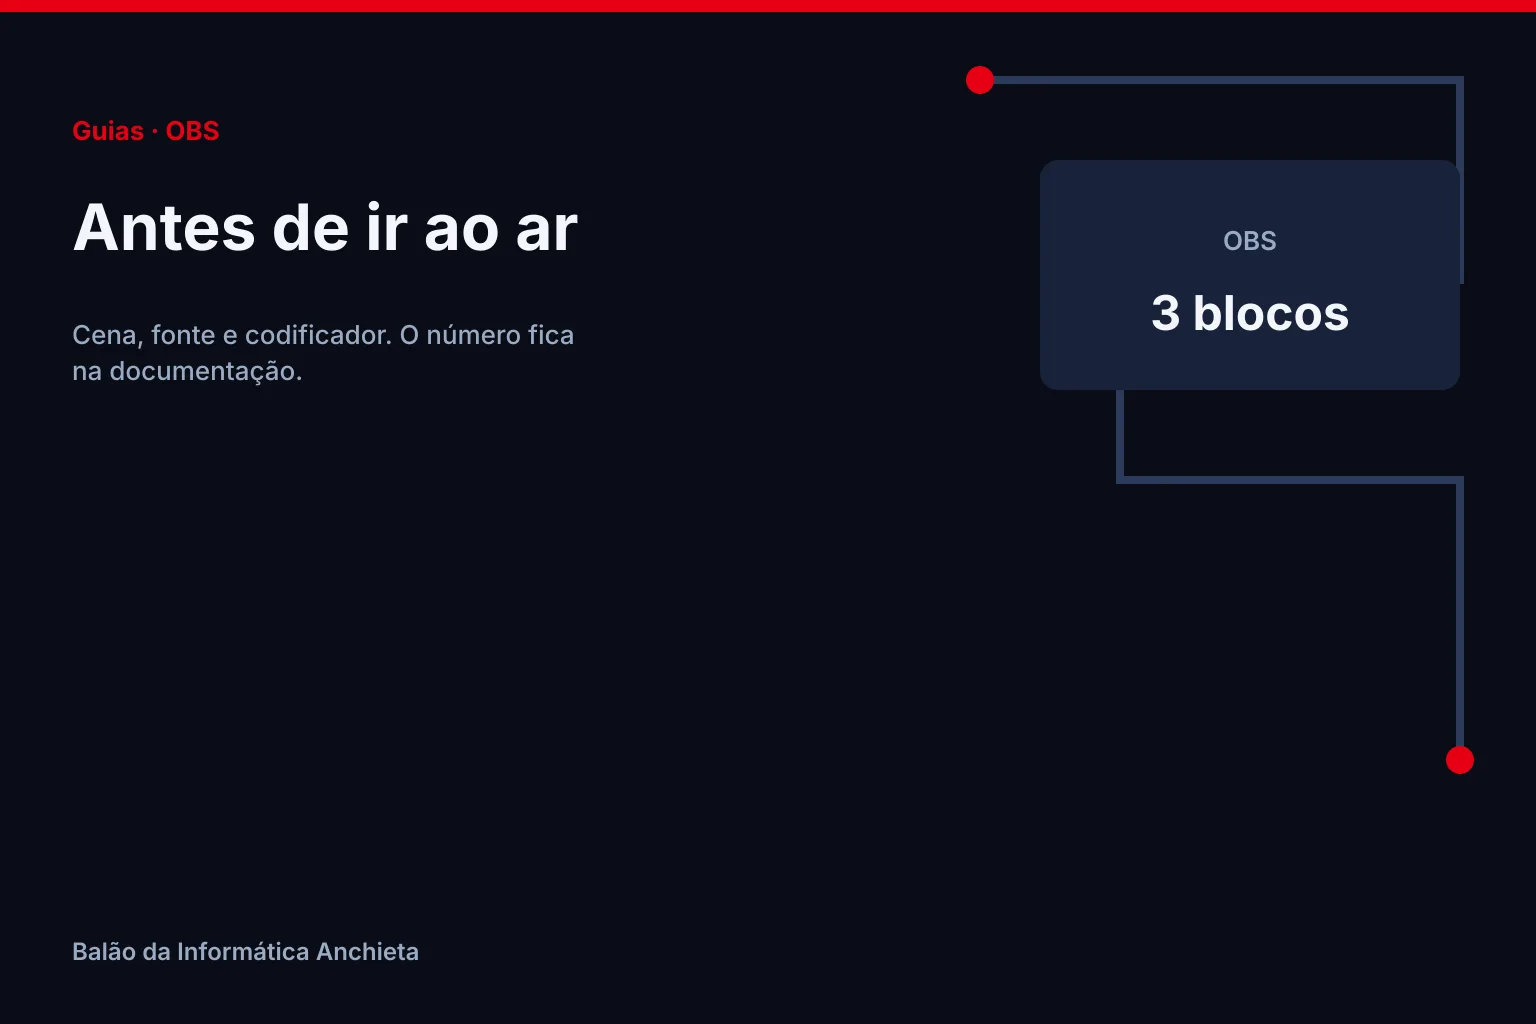 Guias · OBS
Antes de ir ao ar
Cena, fonte e codificador. O número fica
na documentação.
OBS
3 blocos
Balão da Informática Anchieta